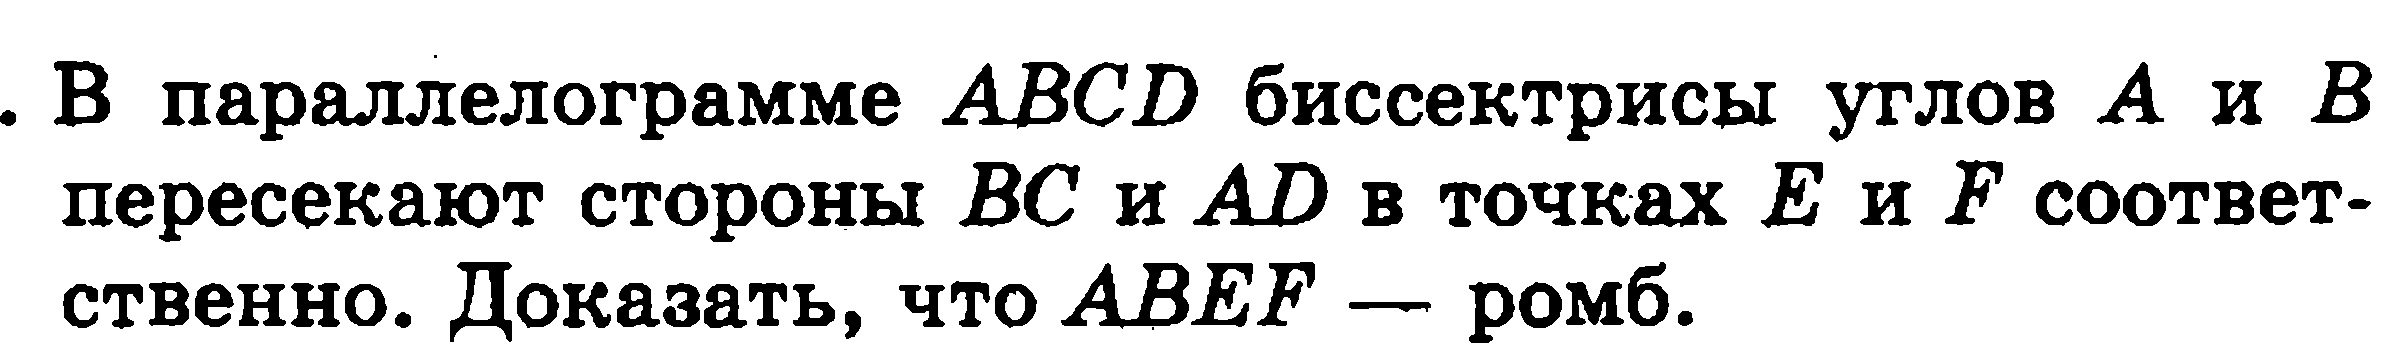 . В параллелограмме ABCD биссектрисы углов A и B
пересекают стороны BC и AD в точках E и F соответ-
ственно. Доказать, что ABEF — ромб.